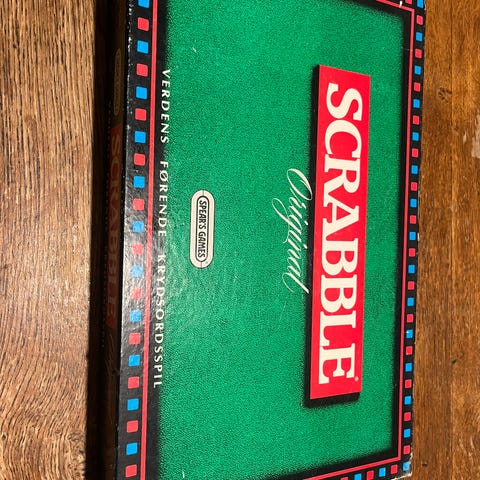 SCRABBLE®
Original
SPEAR'S GAMES
VERDENS FØRENDE KRYDSORDSSPIL